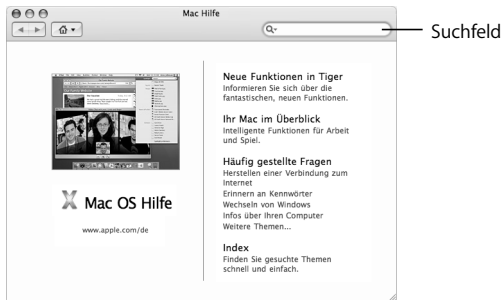 Mac Hilfe
Suchfeld
Neue Funktionen in Tiger
Informieren Sie sich über die
fantastischen, neuen Funktionen.
Ihr Mac im Überblick
Intelligente Funktionen für Arbeit
und Spiel.
Häufig gestellte Fragen
Herstellen einer Verbindung zum
Internet
Erinnern an Kennwörter
Wechseln von Windows
Infos über Ihren Computer
Weitere Themen...
Index
Finden Sie gesuchte Themen
schnell und einfach.
Mac OS Hilfe
www.apple.com/de